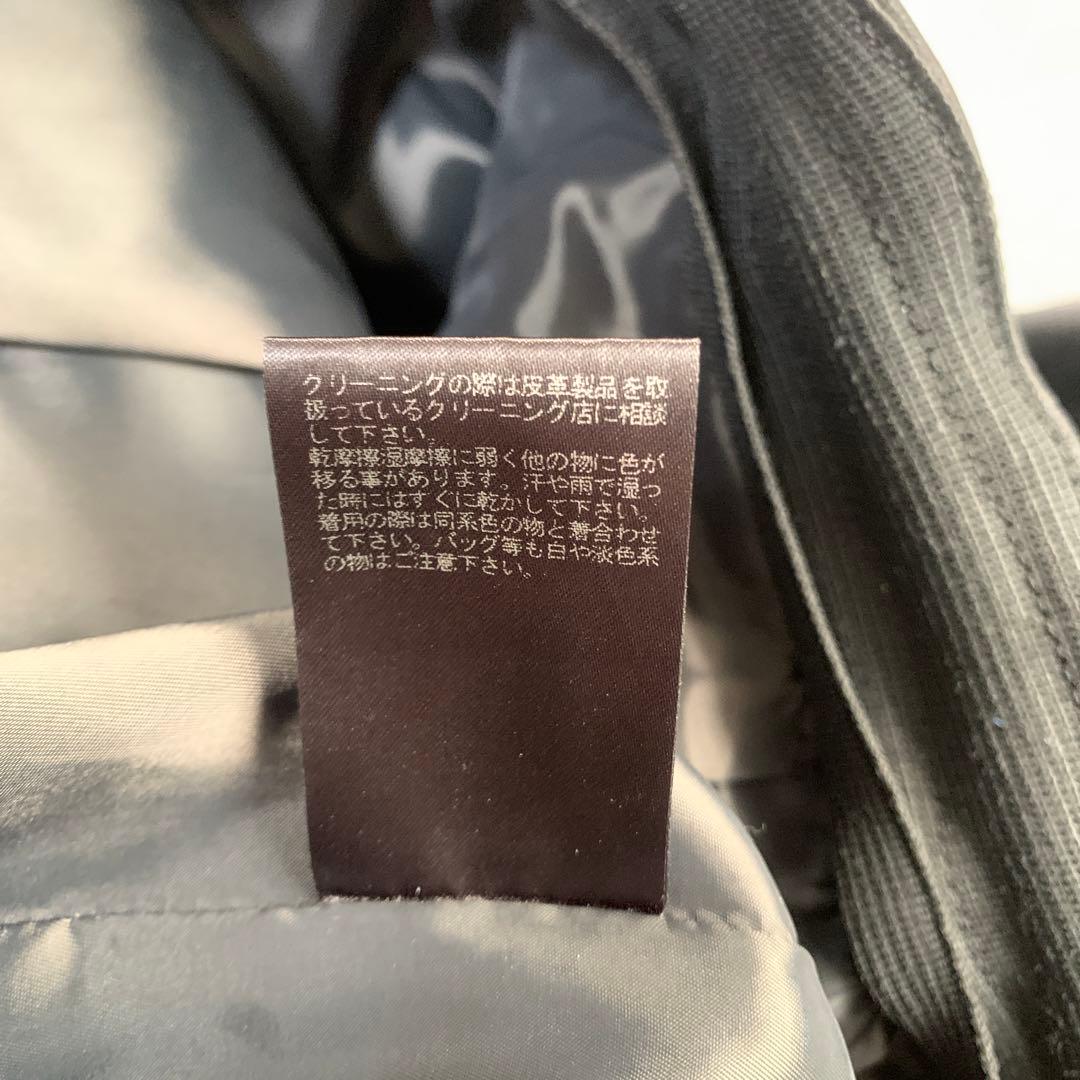 クリーニングの際は皮革製品を取
扱っているクリーニング店に相談
して下さい.
乾摩擦湿摩擦に弱く他の物に色が
移る事があります。汗や雨で湿っ
た時にはすぐに乾かして下さい。
着用の際は同系色の物と着合わせ
て下さい。バッグ等も白や淡色系
の物はご注意下さい。